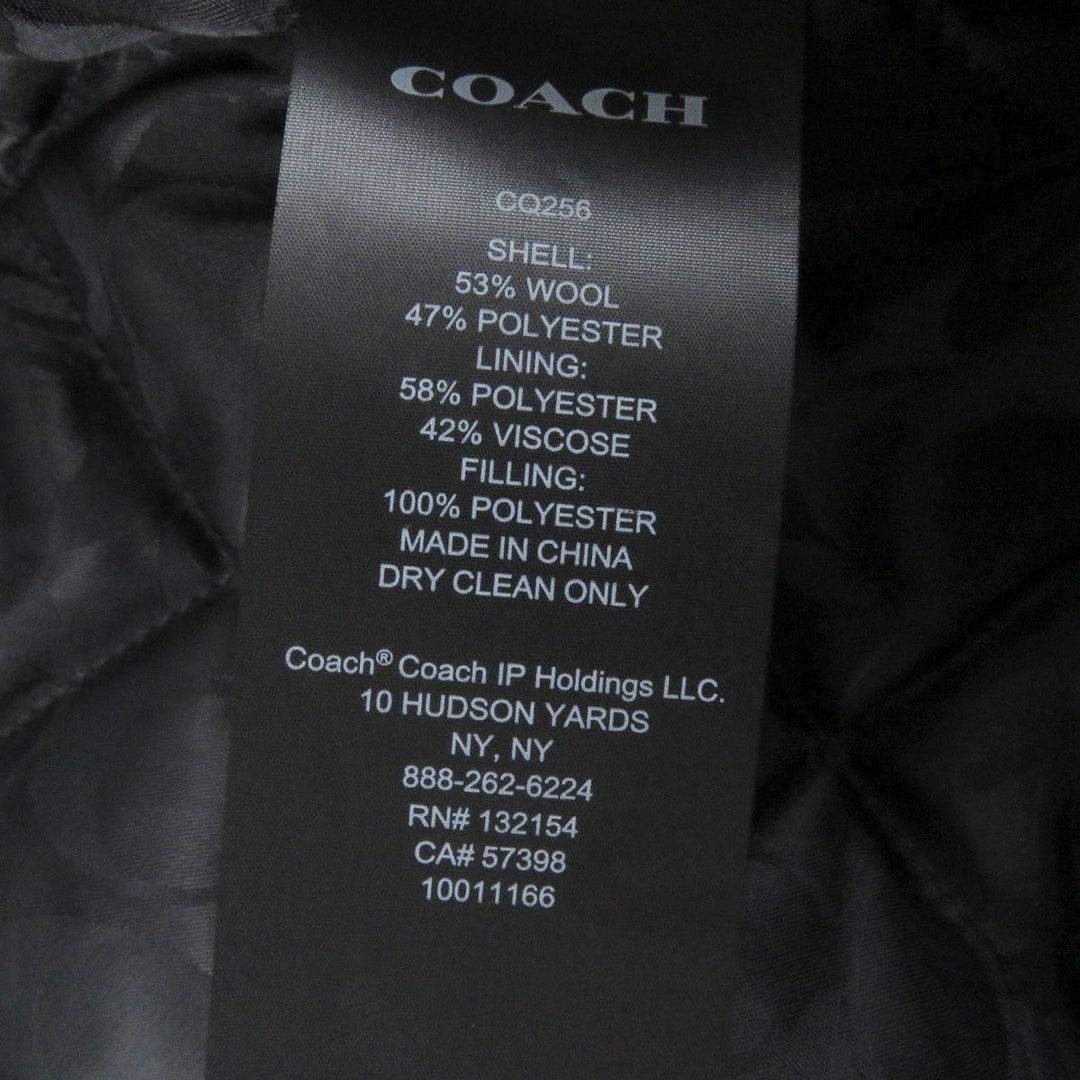 COACH
CQ256
SHELL:
53% WOOL
47% POLYESTER
LINING:
58% POLYESTER
42% VISCOSE
FILLING:
100% POLYESTER
MADE IN CHINA
DRY CLEAN ONLY
Coach® Coach IP Holdings LLC.
10 HUDSON YARDS
NY, NY
888-262-6224
RN# 132154
CA# 57398
10011166